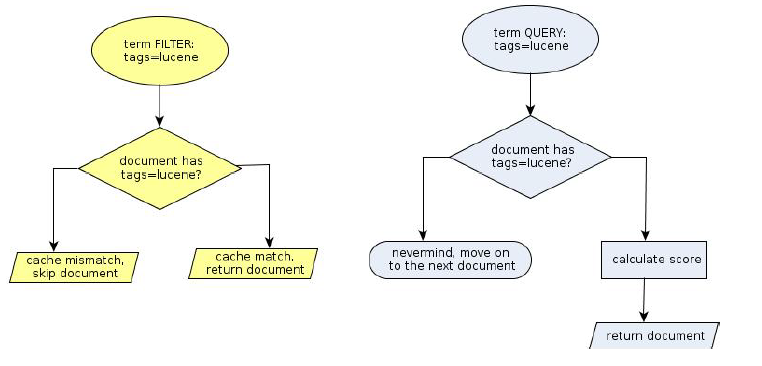 term FILTER:
tags=lucene
document has
tags=lucene?
cache mismatch,
skip document
cache match,
return document
term QUERY:
tags=lucene
document has
tags=lucene?
nevermind, move on
to the next document
calculate score
return document